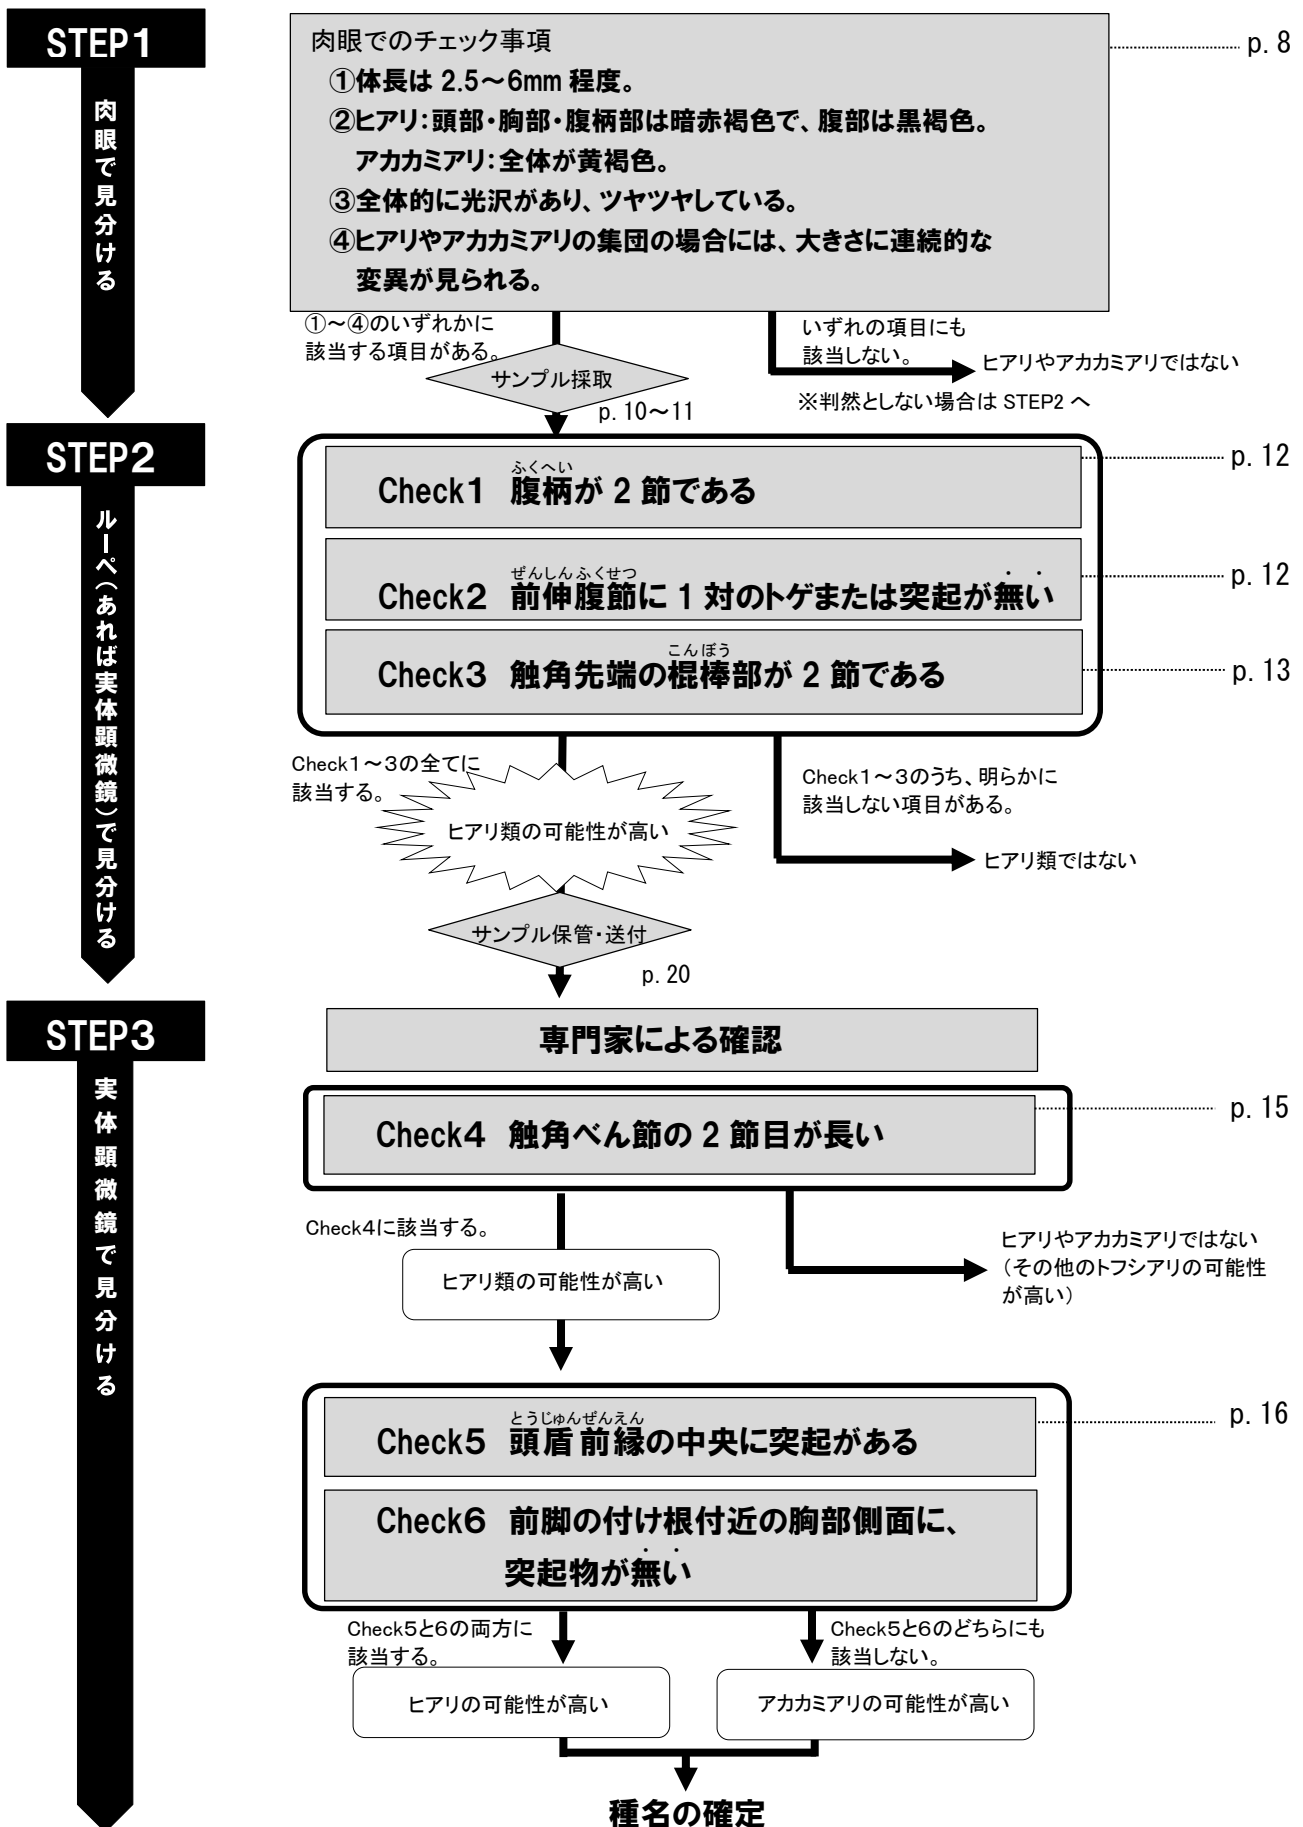 STEP1
肉眼で見分ける
肉眼でのチェック事項
①体長は 2.5～6mm 程度。
②ヒアリ：頭部・胸部・腹柄部は暗赤褐色で、腹部は黒褐色。
アカカミアリ：全体が黄褐色。
③全体的に光沢があり、ツヤツヤしている。
④ヒアリやアカカミアリの集団の場合には、大きさに連続的な
変異が見られる。
p. 8
①～④のいずれかに
該当する項目がある。
いずれの項目にも
該当しない。
サンプル採取
p. 10～11
ヒアリやアカカミアリではない
※判然としない場合は STEP2 へ
STEP2
ルーペ（あれば実体顕微鏡）で見分ける
ふくへい
Check1 腹柄が 2 節である
p. 12
ぜんしんふくせつ
Check2 前伸腹節に 1 対のトゲまたは突起が無い
p. 12
こんぼう
Check3 触角先端の棍棒部が 2 節である
p. 13
Check1～3の全てに
該当する。
Check1～3のうち、明らかに
該当しない項目がある。
ヒアリ類の可能性が高い
ヒアリ類ではない
サンプル保管・送付
p. 20
STEP3
実体顕微鏡で見分ける
専門家による確認
Check4 触角べん節の 2 節目が長い
p. 15
Check4に該当する。
ヒアリ類の可能性が高い
ヒアリやアカカミアリではない
（その他のトフシアリの可能性
が高い）
とうじゅんぜんえん
Check5 頭盾前縁の中央に突起がある
p. 16
Check6 前脚の付け根付近の胸部側面に、
突起物が無い
Check5と6の両方に
該当する。
Check5と6のどちらにも
該当しない。
ヒアリの可能性が高い
アカカミアリの可能性が高い
種名の確定